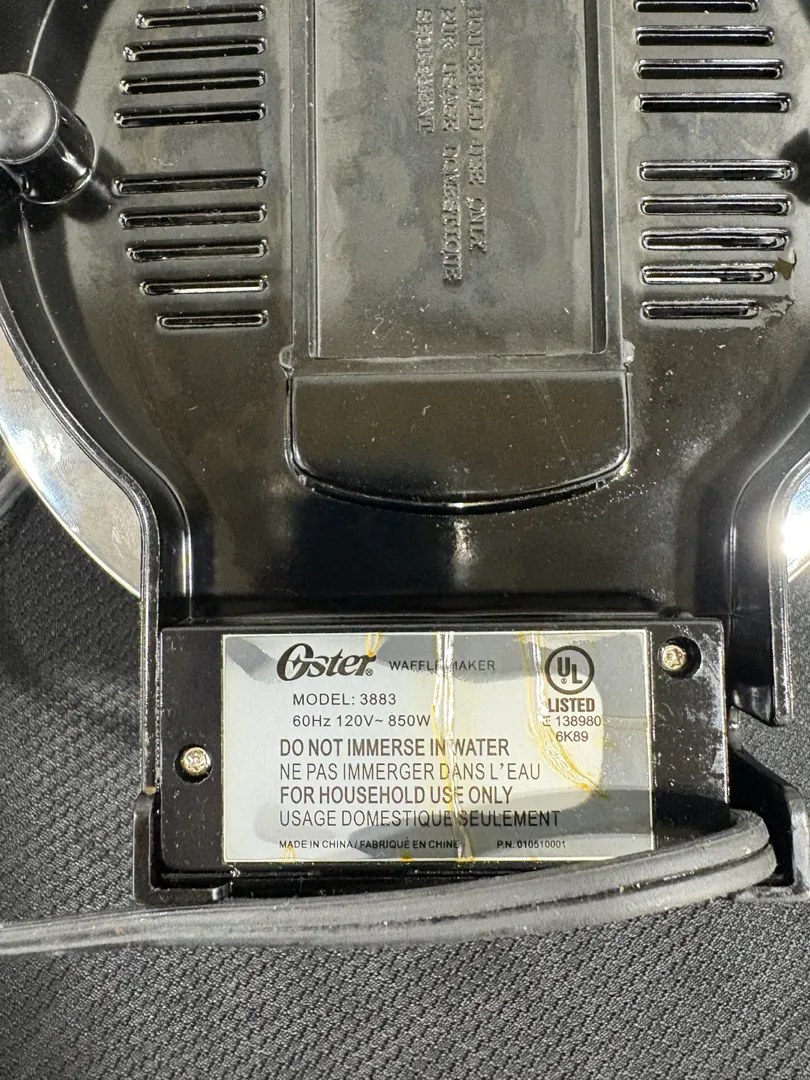 HOUSEHOLD USE ONLY
POUR USAGE DOMESTIQUE
SEULEMENT
Oster® WAFFLE MAKER
MODEL: 3883
60Hz 120V~ 850W
DO NOT IMMERSE IN WATER
NE PAS IMMERGER DANS L'EAU
FOR HOUSEHOLD USE ONLY
USAGE DOMESTIQUE SEULEMENT
MADE IN CHINA/FABRIQUÉ EN CHINE P.N. 010510001
UL®
LISTED
E 138980
6K89